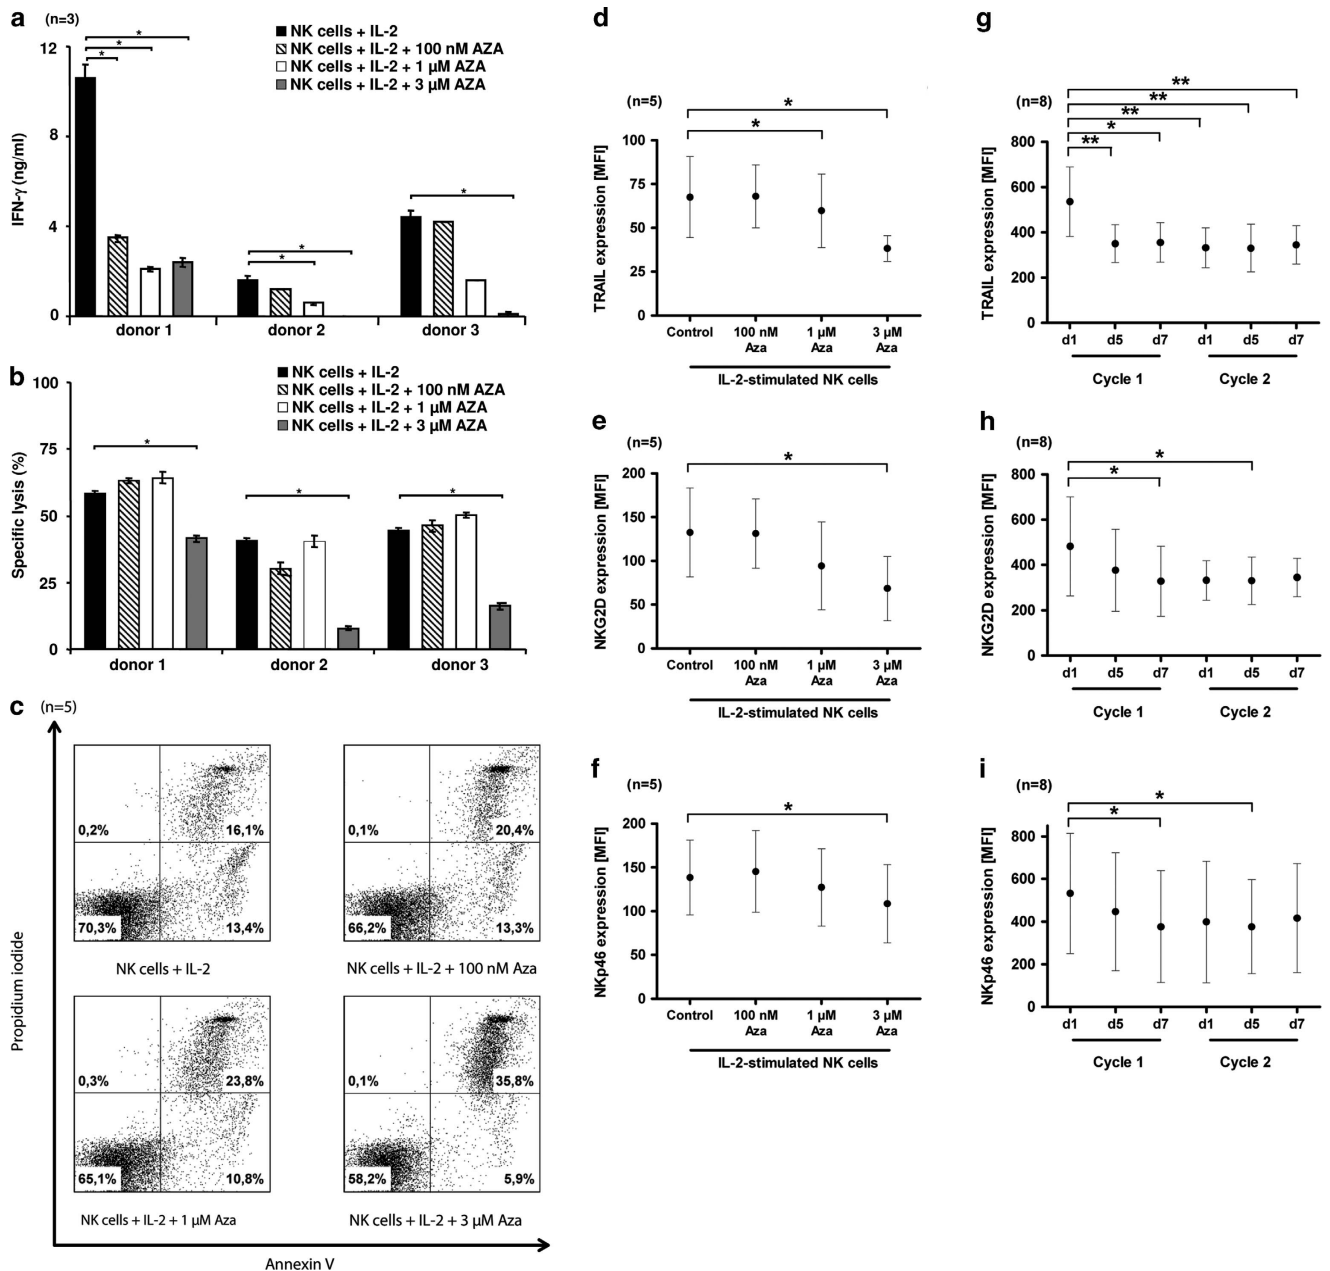 a (n=3)
NK cells + IL-2
NK cells + IL-2 + 100 nM AZA
NK cells + IL-2 + 1 µM AZA
NK cells + IL-2 + 3 µM AZA
IFN-γ (ng/ml)
12
8
4
0
* * *
* *
*
donor 1 donor 2 donor 3
b
NK cells + IL-2
NK cells + IL-2 + 100 nM AZA
NK cells + IL-2 + 1 µM AZA
NK cells + IL-2 + 3 µM AZA
Specific lysis (%)
100
75
50
25
0
* * *
donor 1 donor 2 donor 3
c (n=5)
Propidium iodide
0,2% 16,1%
70,3% 13,4%
NK cells + IL-2
0,1% 20,4%
66,2% 13,3%
NK cells + IL-2 + 100 nM Aza
0,3% 23,8%
65,1% 10,8%
NK cells + IL-2 + 1 µM Aza
0,1% 35,8%
58,2% 5,9%
NK cells + IL-2 + 3 µM Aza
Annexin V
d
(n=5)
TRAIL expression [MFI]
100
75
50
25
0
*
*
Control 100 nM 1 µM 3 µM
Aza Aza Aza
IL-2-stimulated NK cells
e
(n=5)
NKG2D expression [MFI]
200
150
100
50
0
*
Control 100 nM 1 µM 3 µM
Aza Aza Aza
IL-2-stimulated NK cells
f
(n=5)
NKp46 expression [MFI]
200
150
100
50
0
*
Control 100 nM 1 µM 3 µM
Aza Aza Aza
IL-2-stimulated NK cells
g
(n=8)
TRAIL expression [MFI]
800
600
400
200
0
**
**
**
*
**
d1 d5 d7 d1 d5 d7
Cycle 1 Cycle 2
h
(n=8)
NKG2D expression [MFI]
800
600
400
200
0
*
*
d1 d5 d7 d1 d5 d7
Cycle 1 Cycle 2
i
(n=8)
NKp46 expression [MFI]
800
600
400
200
0
*
*
d1 d5 d7 d1 d5 d7
Cycle 1 Cycle 2